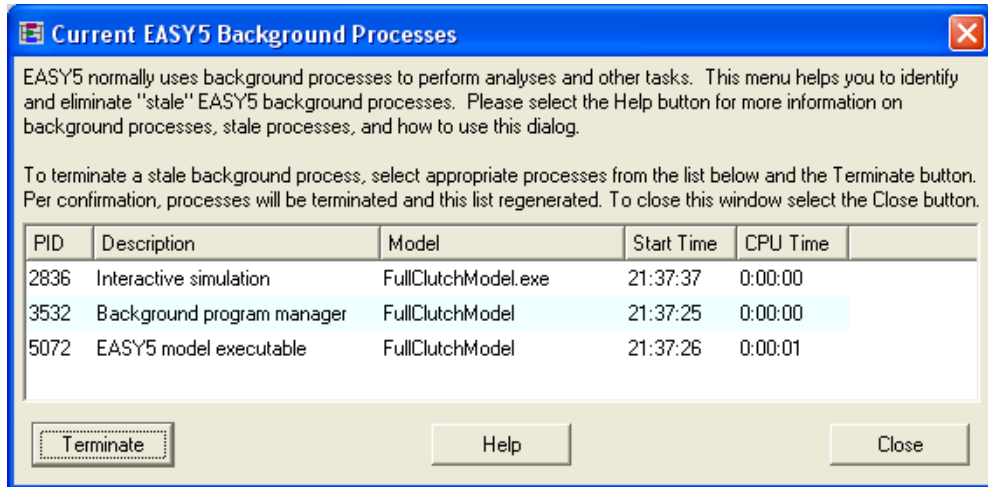 Current EASY5 Background Processes
EASY5 normally uses background processes to perform analyses and other tasks.  This menu helps you to identify
and eliminate "stale" EASY5 background processes.  Please select the Help button for more information on
background processes, stale processes, and how to use this dialog.
To terminate a stale background process, select appropriate processes from the list below and the Terminate button.
Per confirmation, processes will be terminated and this list regenerated. To close this window select the Close button.
PID Description Model Start Time CPU Time
2836 Interactive simulation FullClutchModel.exe 21:37:37 0:00:00
3532 Background program manager FullClutchModel 21:37:25 0:00:00
5072 EASY5 model executable FullClutchModel 21:37:26 0:00:01
Terminate Help Close